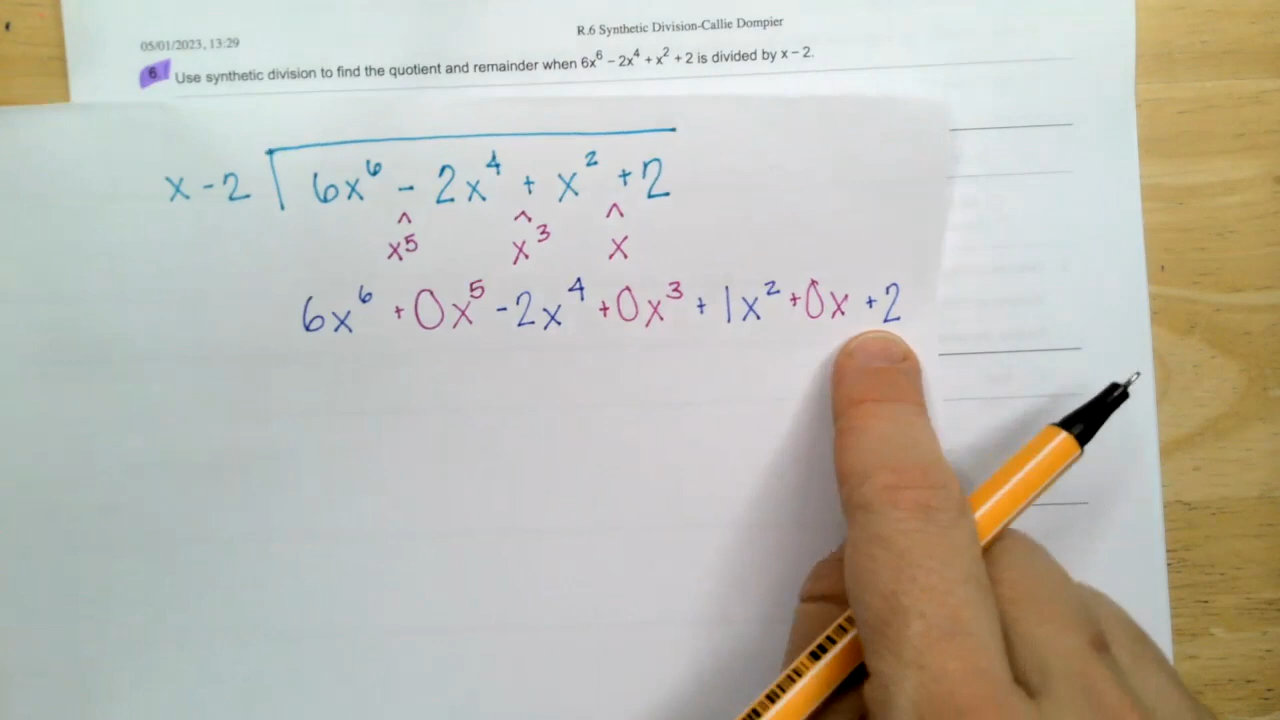 R.6 Synthetic Division-Callie Dompier
05/01/2023, 13:29
6. Use synthetic division to find the quotient and remainder when 6x⁶ − 2x⁴ + x² + 2 is divided by x − 2.
x - 2 6x⁶ - 2x⁴ + x² + 2
^ ^ ^
x⁵ x³ x
6x⁶ + 0x⁵ - 2x⁴ + 0x³ + 1x² + 0x + 2